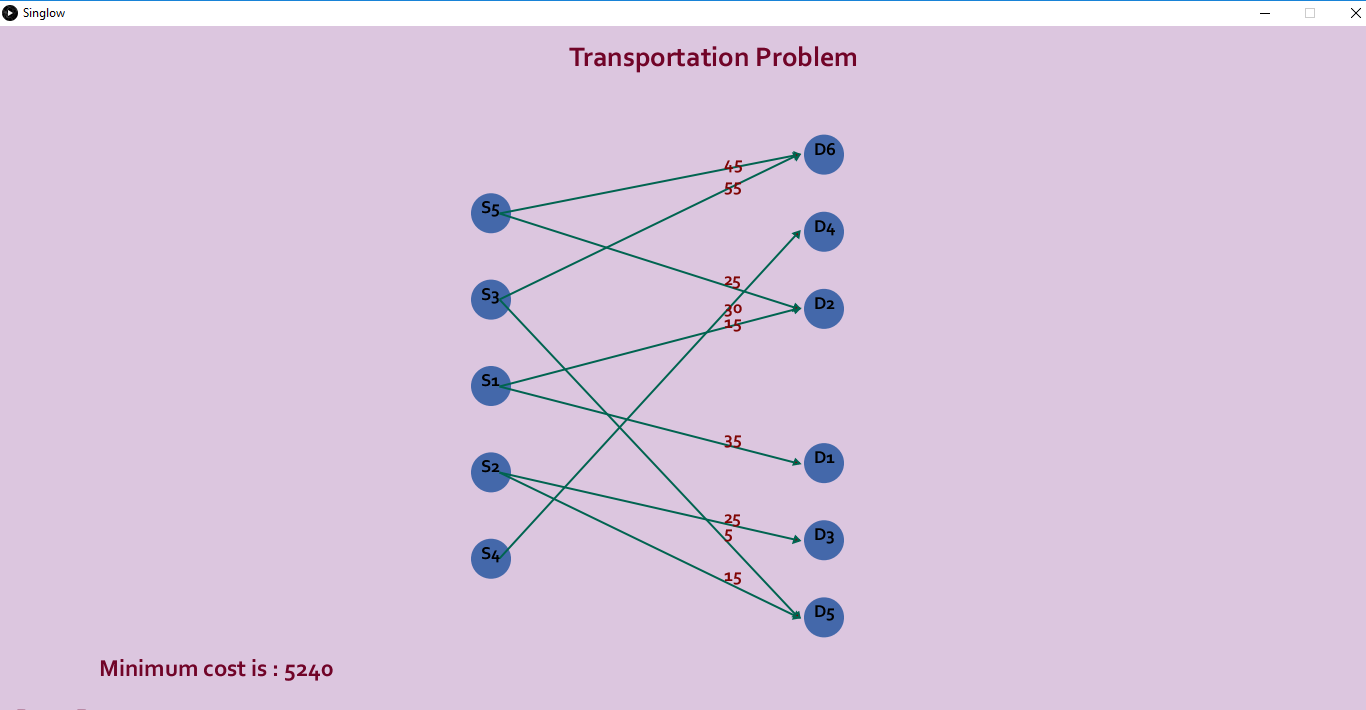 Singlow
Transportation Problem
D6
45
55
S5
D4
25
S3
D2
30
15
S1
35
D1
S2
25
5
D3
S4
15
D5
Minimum cost is : 5240